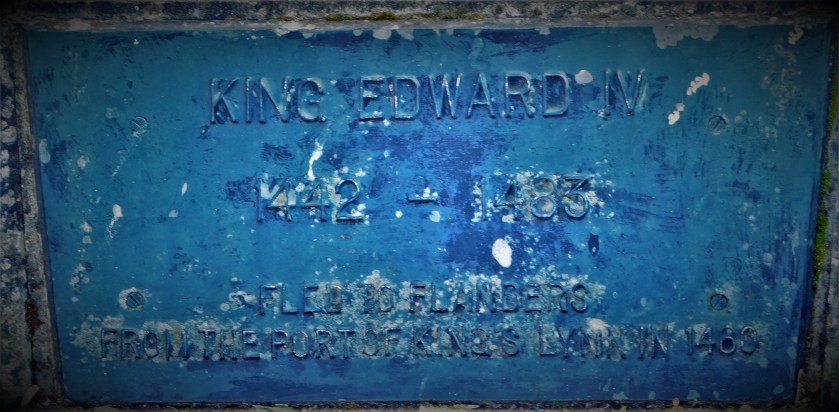 KING EDWARD IV
1442 - 1483
FLED TO FLANDERS
FROM THE PORT OF KING'S LYNN IN 1460